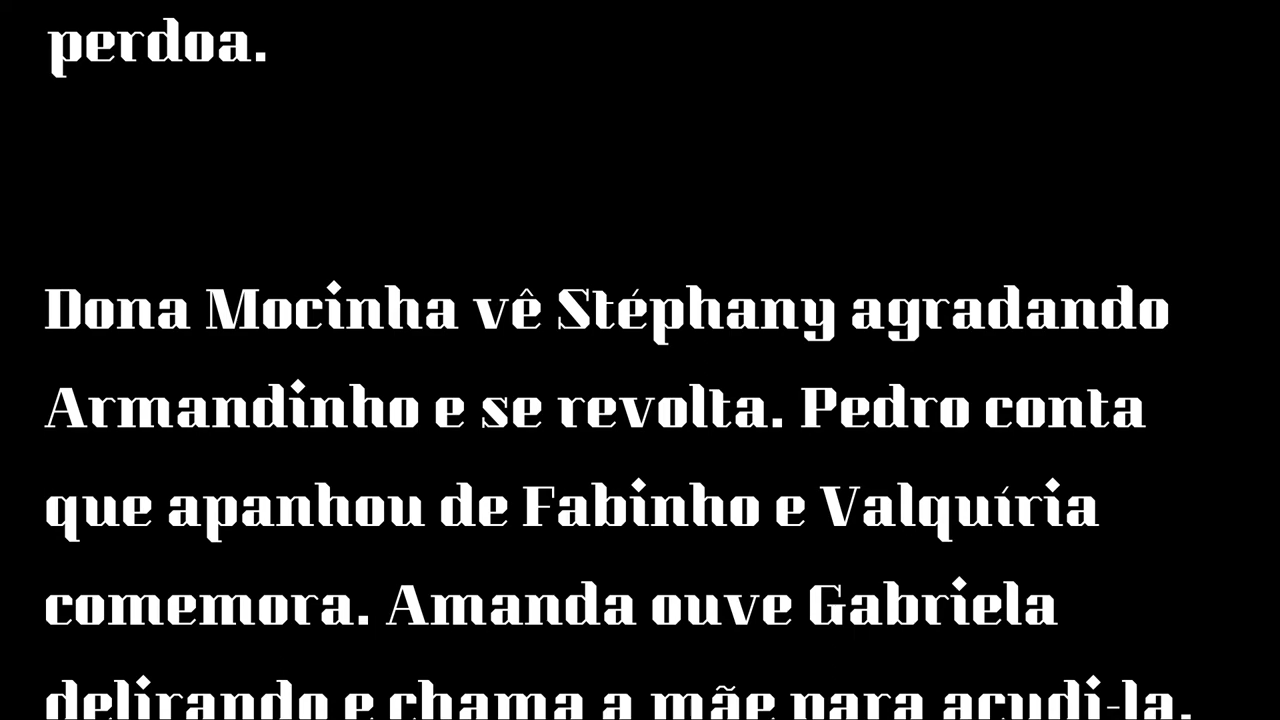 perdoa.
Dona Mocinha vê Stéphany agradando
Armandinho e se revolta. Pedro conta
que apanhou de Fabinho e Valquíria
comemora. Amanda ouve Gabriela
delirando e chama a mãe para acudi-la.